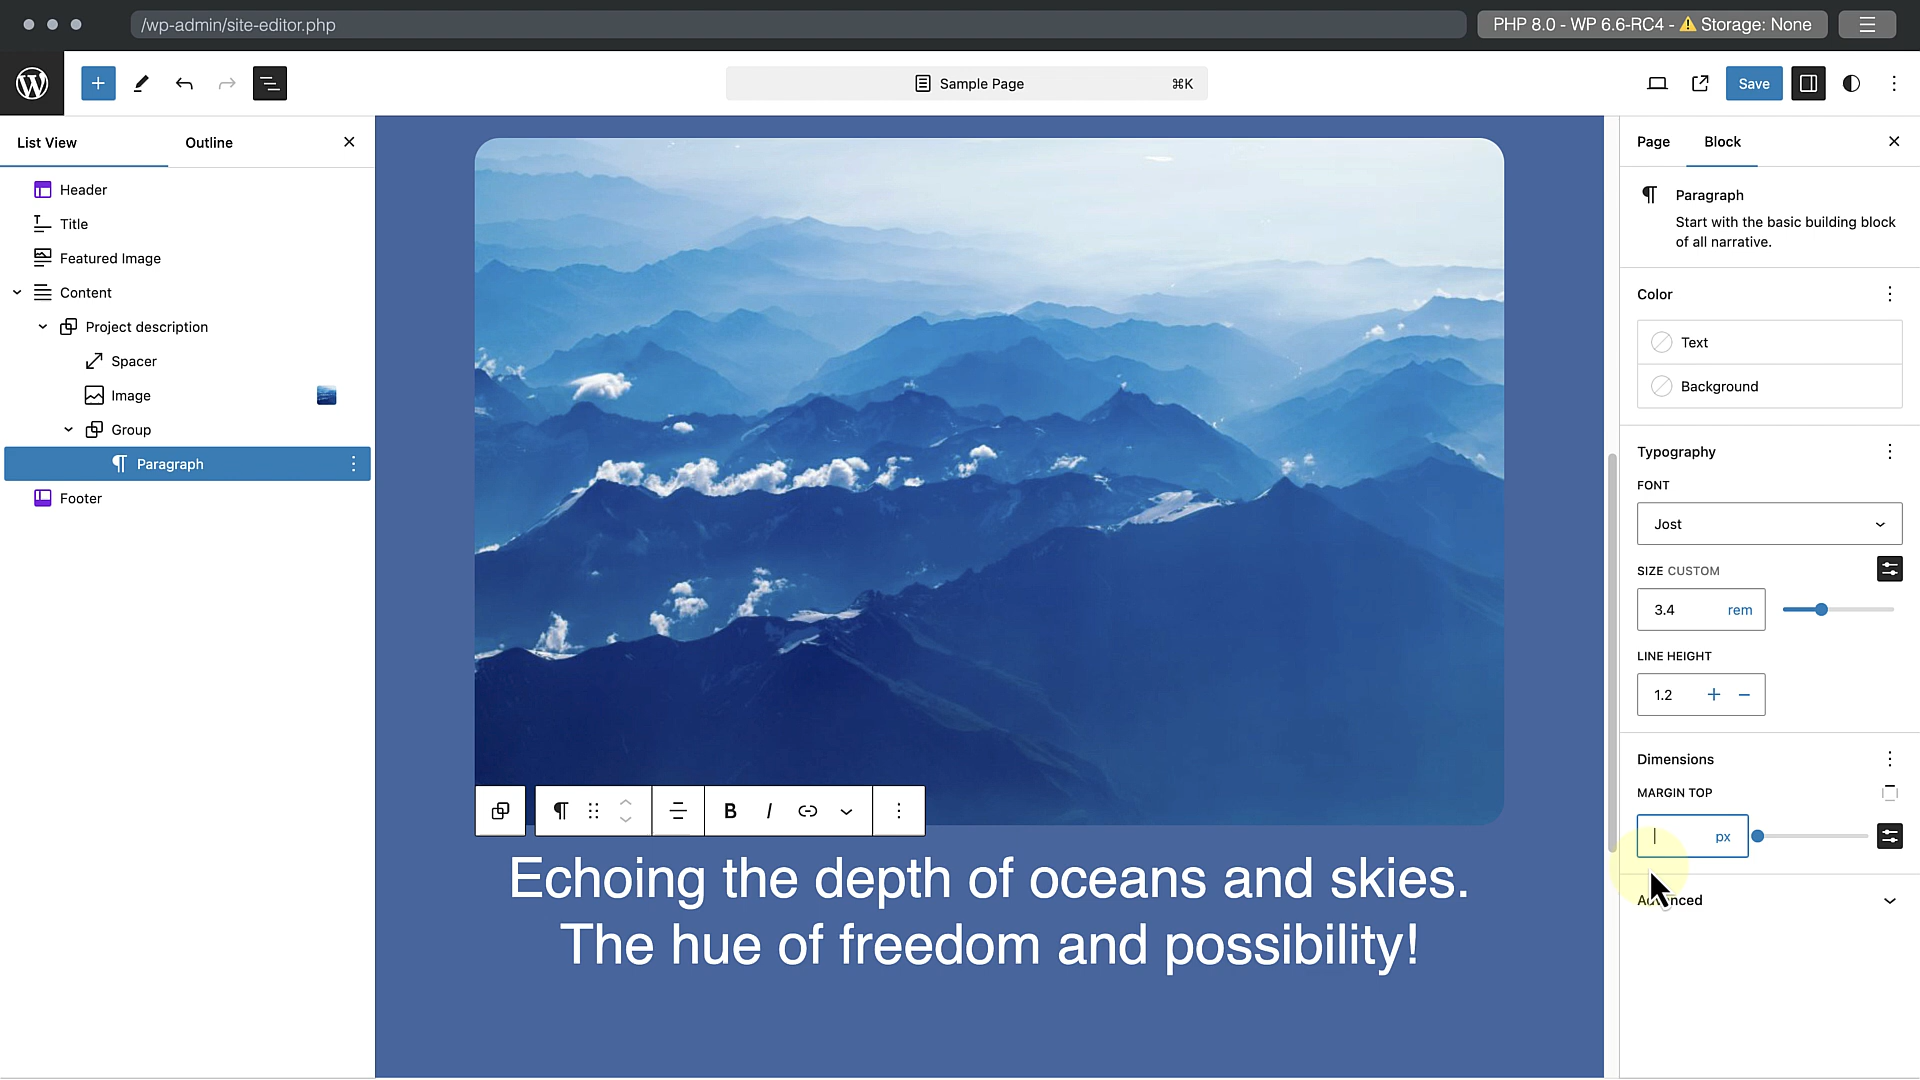 /wp-admin/site-editor.php
PHP 8.0 - WP 6.6-RC4 - ⚠️ Storage: None
Sample Page
⌘K
Save
List View
Outline
Header
Title
Featured Image
Content
Project description
Spacer
Image
Group
Paragraph
Footer
B
I
Echoing the depth of oceans and skies.
The hue of freedom and possibility!
Page
Block
Paragraph
Start with the basic building block
of all narrative.
Color
Text
Background
Typography
FONT
Jost
SIZE CUSTOM
3.4 rem
LINE HEIGHT
1.2
Dimensions
MARGIN TOP
px
Advanced